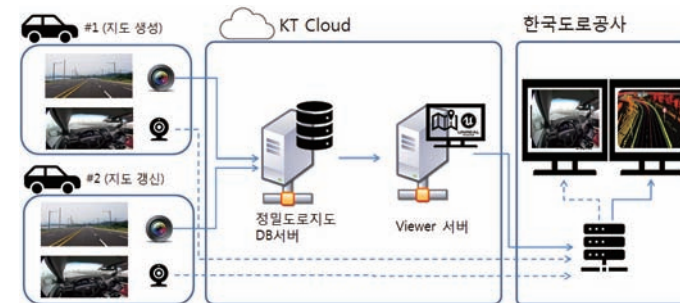 #1 (지도 생성)
KT Cloud
한국도로공사
#2 (지도 갱신)
UNREAL
정밀도로지도
DB서버
Viewer 서버